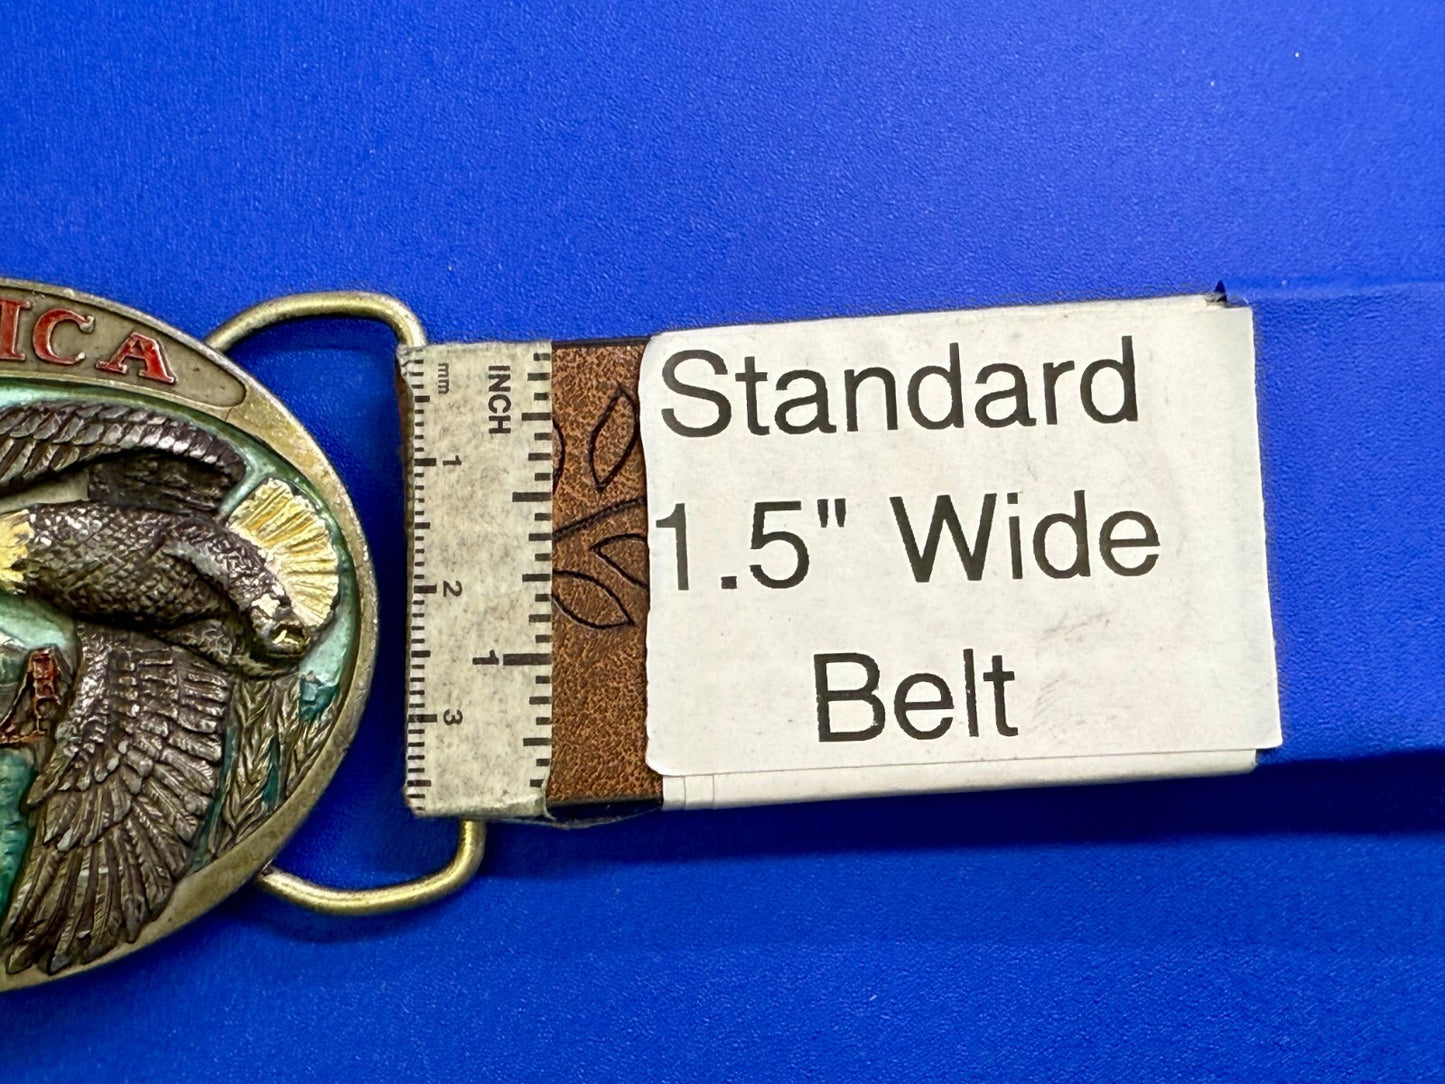 ICA
mm
INCH
1
2
1
3
Standard
1.5" Wide
Belt